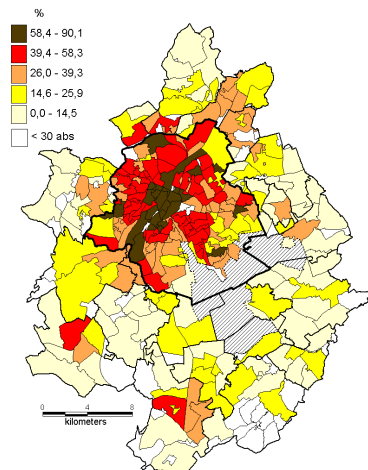 %
58,4 - 90,1
39,4 - 58,3
26,0 - 39,3
14,6 - 25,9
0,0 - 14,5
< 30 abs
0 4 8
kilometers